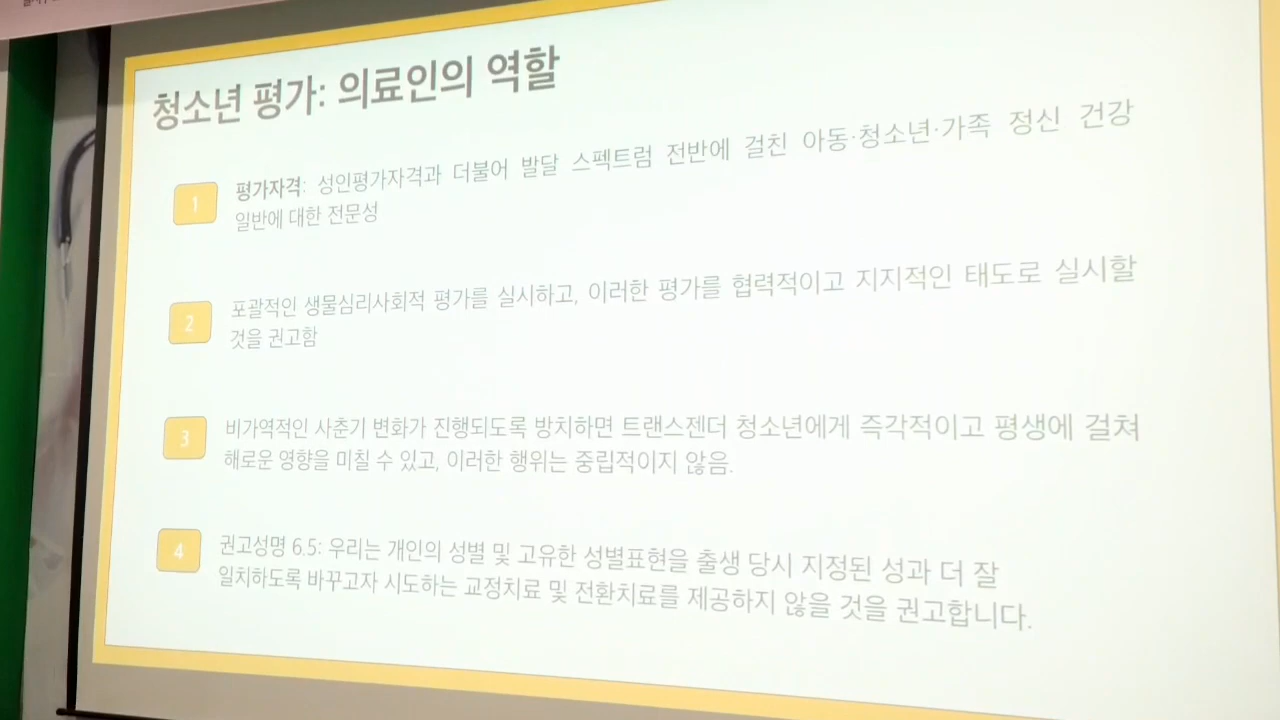 청소년 평가: 의료인의 역할
1
평가자격: 성인평가자격과 더불어 발달 스펙트럼 전반에 걸친 아동·청소년·가족 정신 건강
일반에 대한 전문성
2
포괄적인 생물심리사회적 평가를 실시하고, 이러한 평가를 협력적이고 지지적인 태도로 실시할
것을 권고함
3
비가역적인 사춘기 변화가 진행되도록 방치하면 트랜스젠더 청소년에게 즉각적이고 평생에 걸쳐
해로운 영향을 미칠 수 있고, 이러한 행위는 중립적이지 않음.
4
권고성명 6.5: 우리는 개인의 성별 및 고유한 성별표현을 출생 당시 지정된 성과 더 잘
일치하도록 바꾸고자 시도하는 교정치료 및 전환치료를 제공하지 않을 것을 권고합니다.